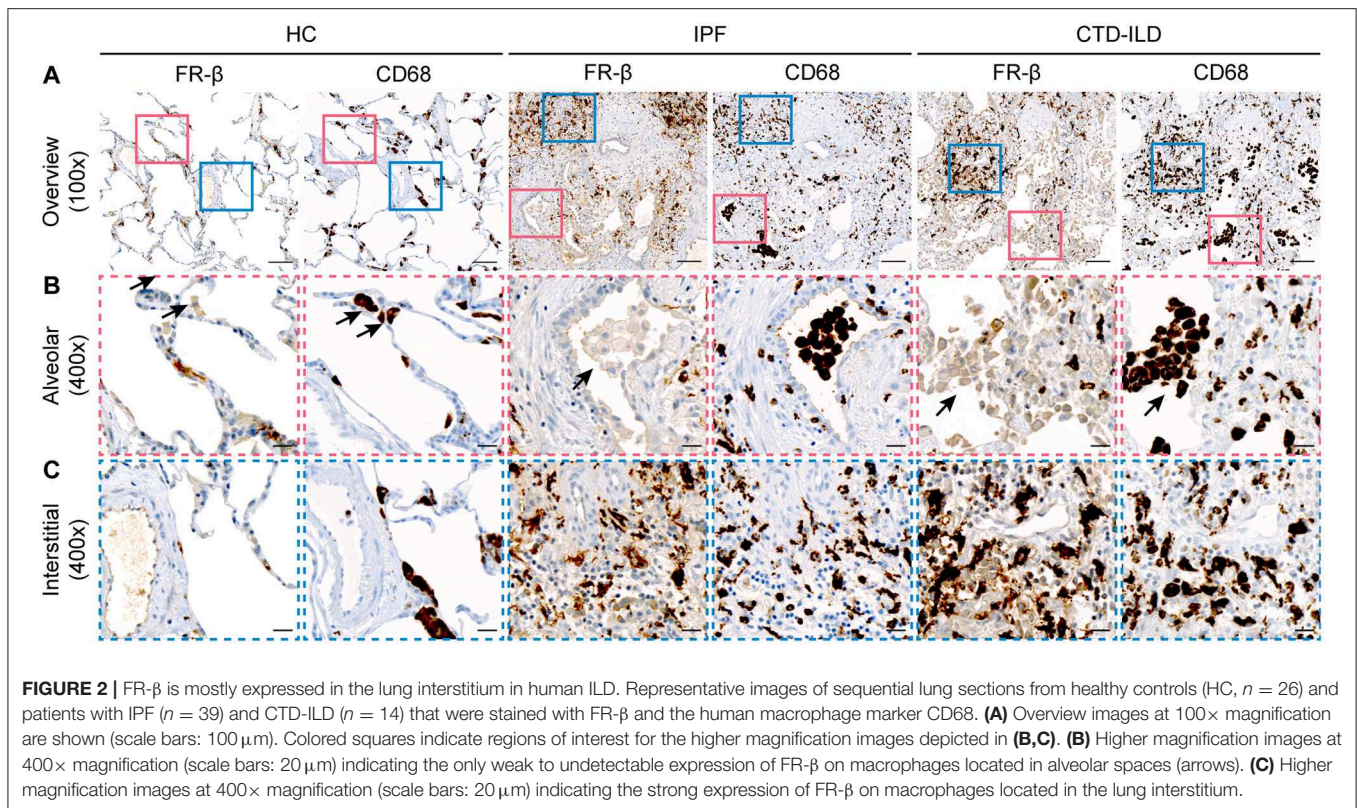 HC IPF CTD-ILD
A FR-β CD68 FR-β CD68 FR-β CD68
Overview
(100x)
B
Alveolar
(400x)
C
Interstitial
(400x)
FIGURE 2 | FR-β is mostly expressed in the lung interstitium in human ILD. Representative images of sequential lung sections from healthy controls (HC, n = 26) and
patients with IPF (n = 39) and CTD-ILD (n = 14) that were stained with FR-β and the human macrophage marker CD68. (A) Overview images at 100× magnification
are shown (scale bars: 100 μm). Colored squares indicate regions of interest for the higher magnification images depicted in (B,C). (B) Higher magnification images at
400× magnification (scale bars: 20 μm) indicating the only weak to undetectable expression of FR-β on macrophages located in alveolar spaces (arrows). (C) Higher
magnification images at 400× magnification (scale bars: 20 μm) indicating the strong expression of FR-β on macrophages located in the lung interstitium.